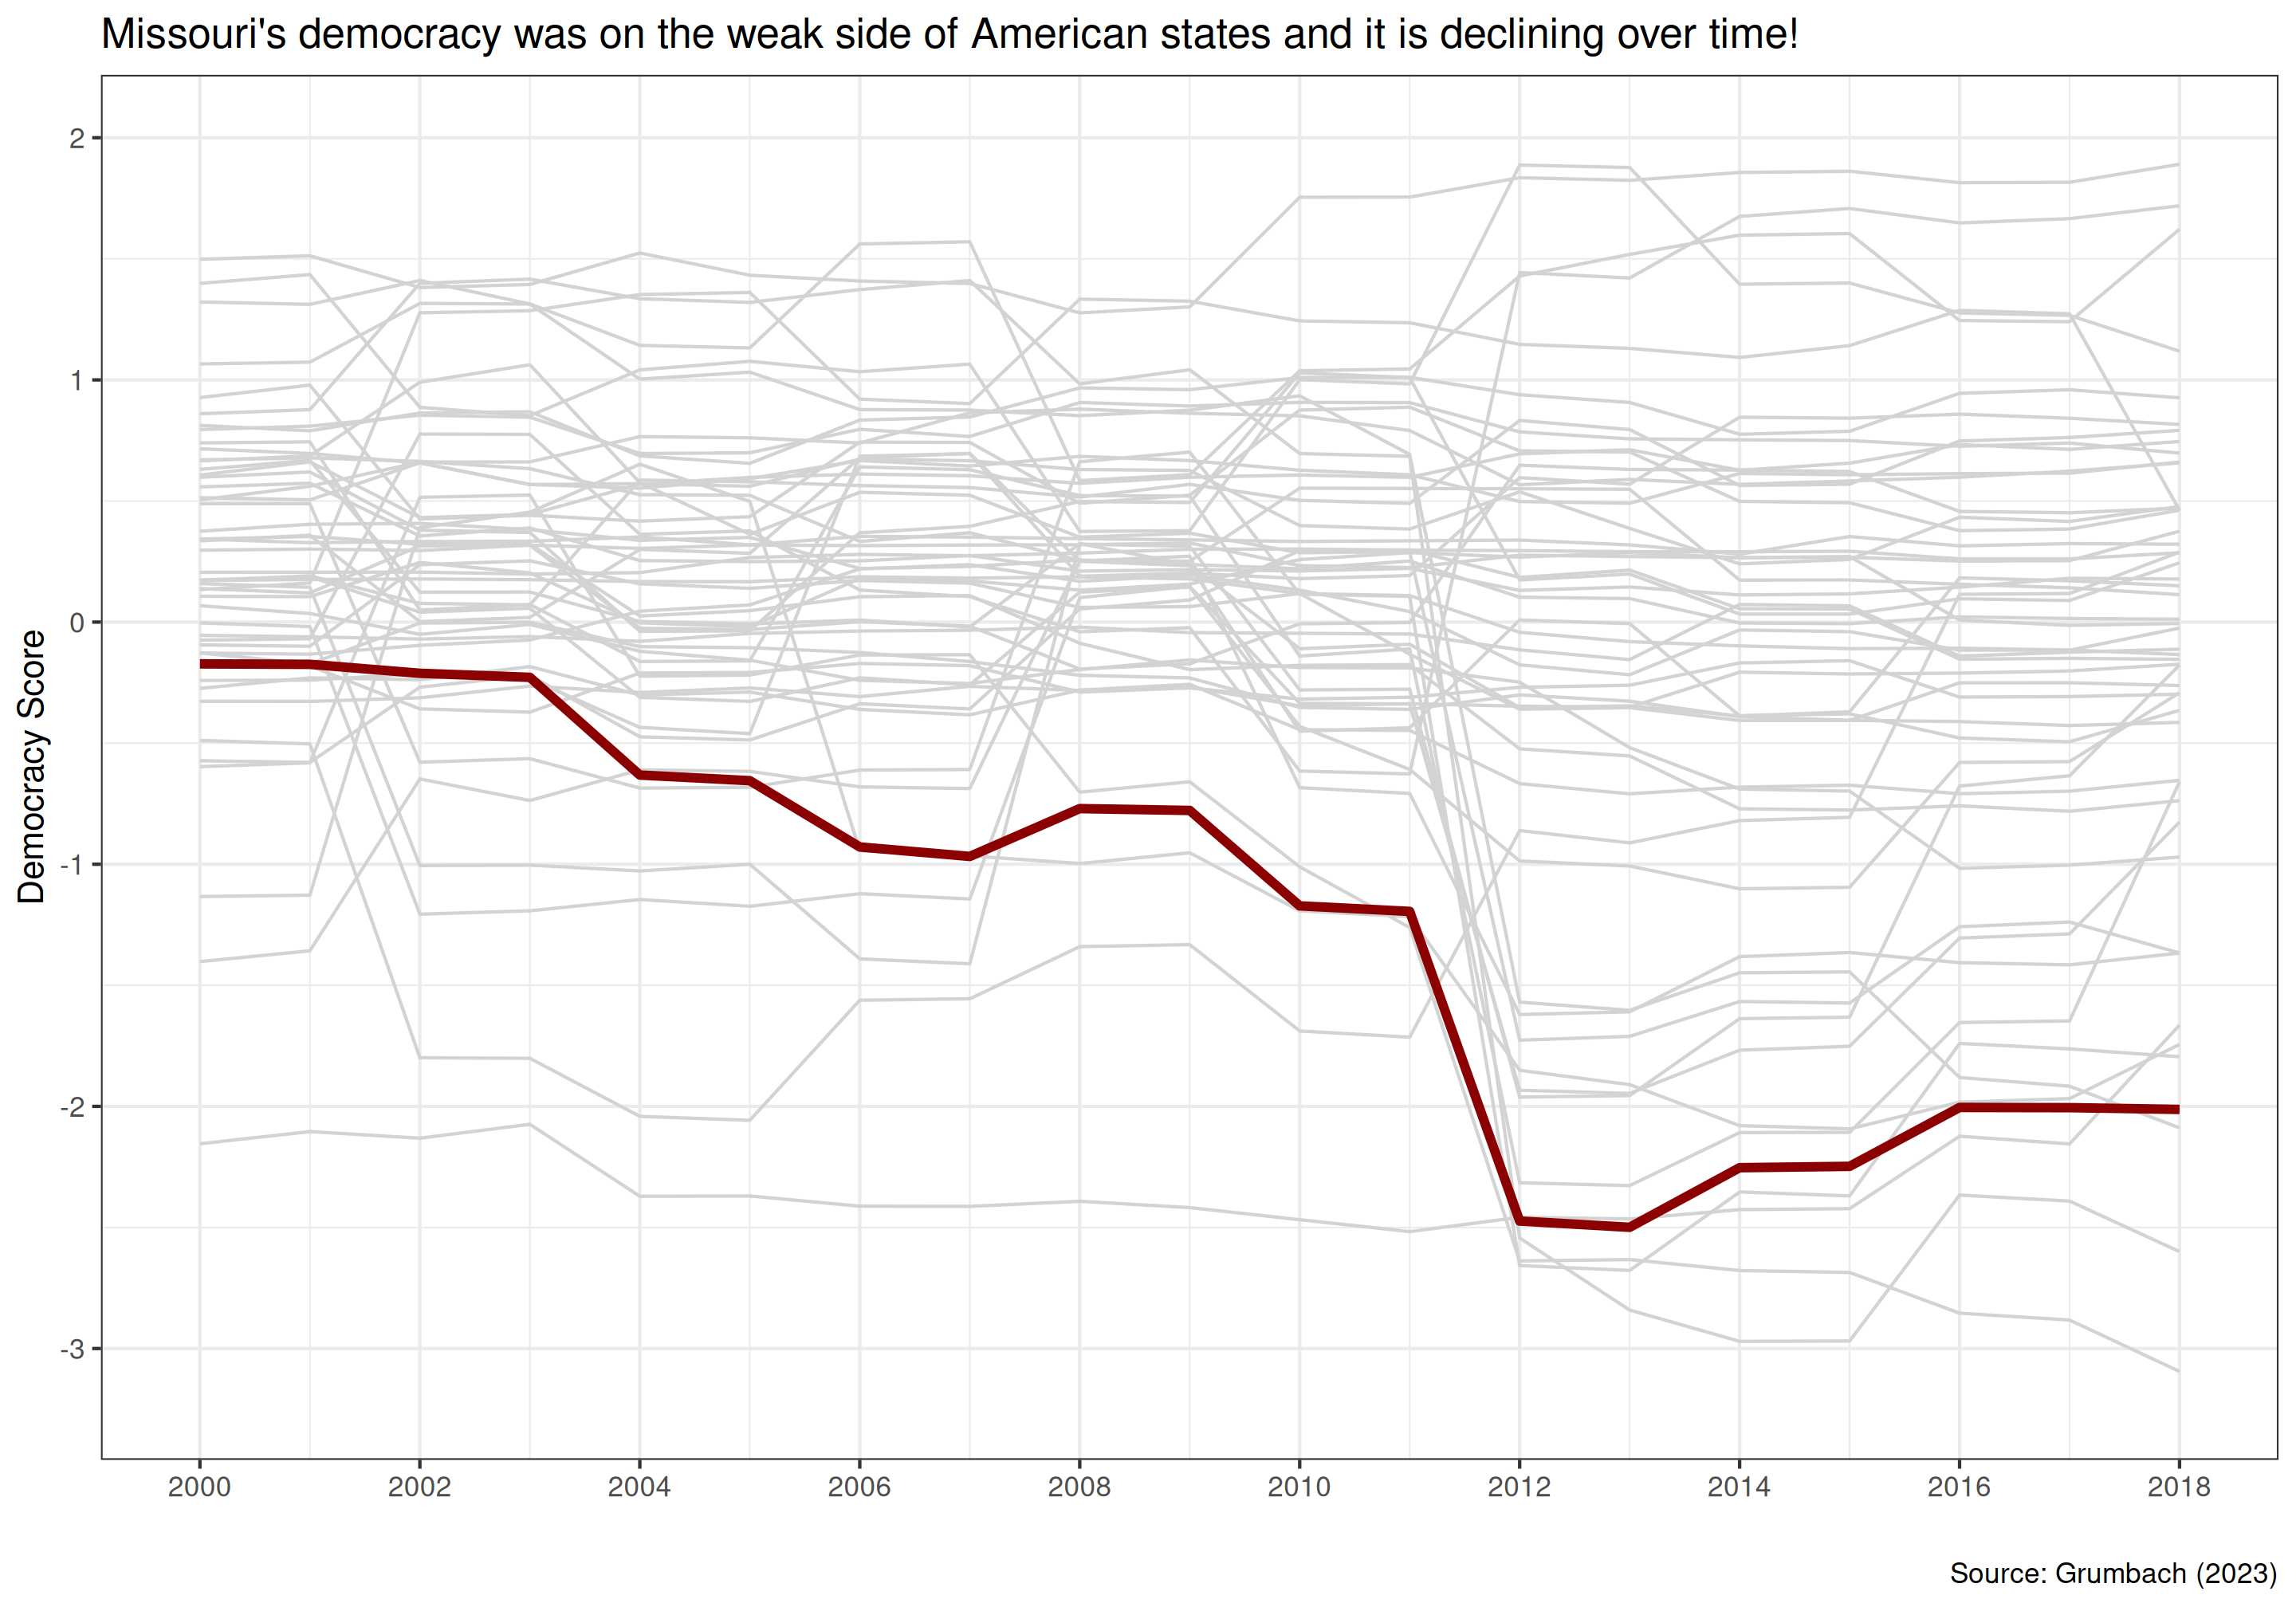 Missouri's democracy was on the weak side of American states and it is declining over time!
Democracy Score
2
1
0
-1
-2
-3
2000 2002 2004 2006 2008 2010 2012 2014 2016 2018
Source: Grumbach (2023)